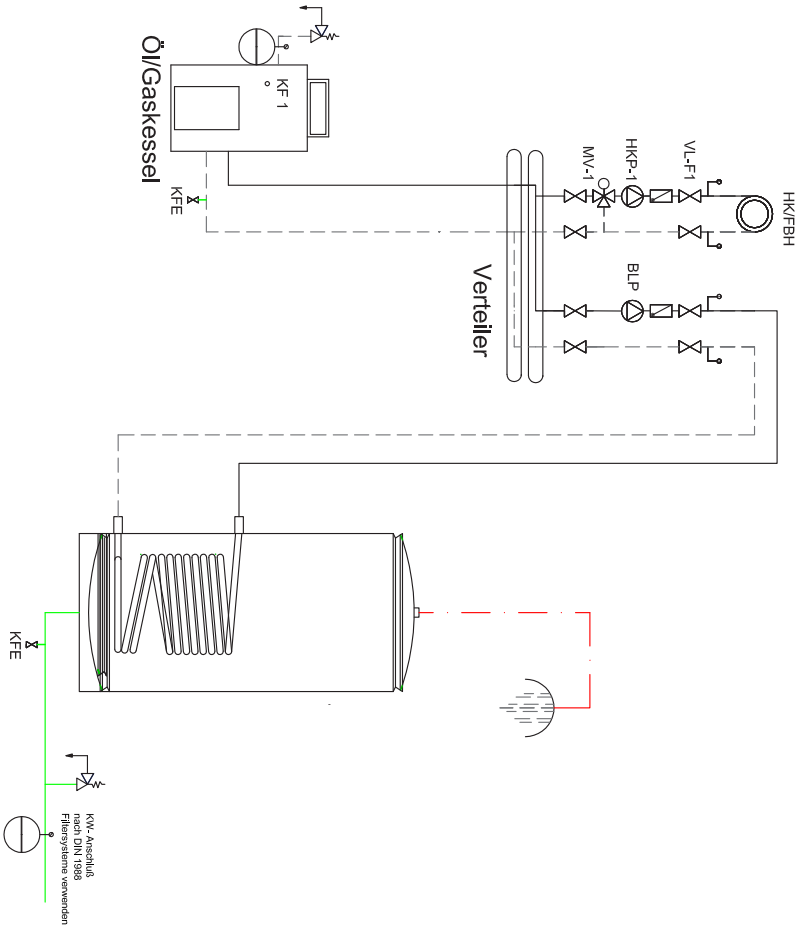 HK/FBH
VL-F1
HKP-1
MV-1
BLP
Verteiler
KF 1
Öl/Gaskessel
KFE
KFE
KW- Anschluß
nach DIN 1988
Filtersysteme verwenden